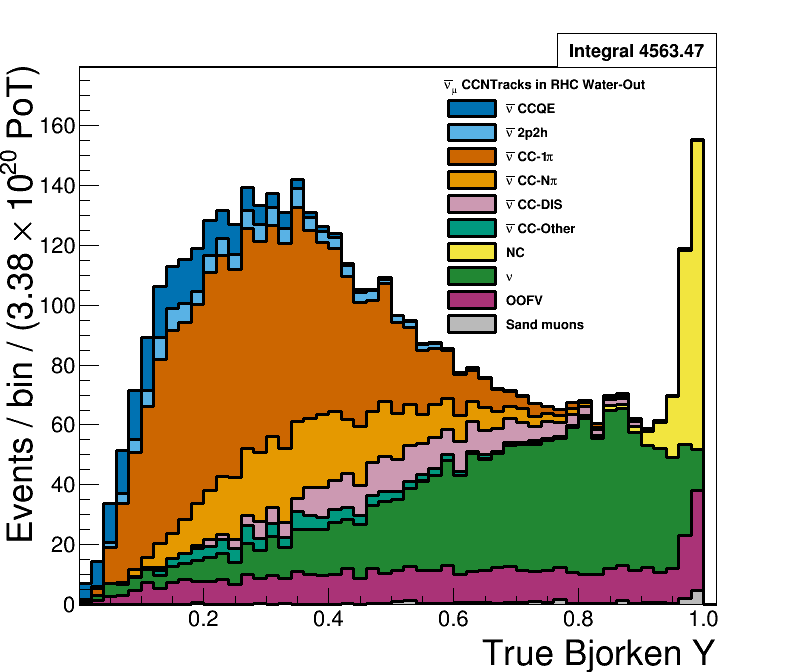 Integral 4563.47
ν̄μ CCNTracks in RHC Water-Out
ν̄ CCQE
ν̄ 2p2h
ν̄ CC-1π
ν̄ CC-Nπ
ν̄ CC-DIS
ν̄ CC-Other
NC
ν
OOFV
Sand muons
Events / bin / (3.38 × 10²⁰ PoT)
160
140
120
100
80
60
40
20
0
0.2 0.4 0.6 0.8 1.0
True Bjorken Y